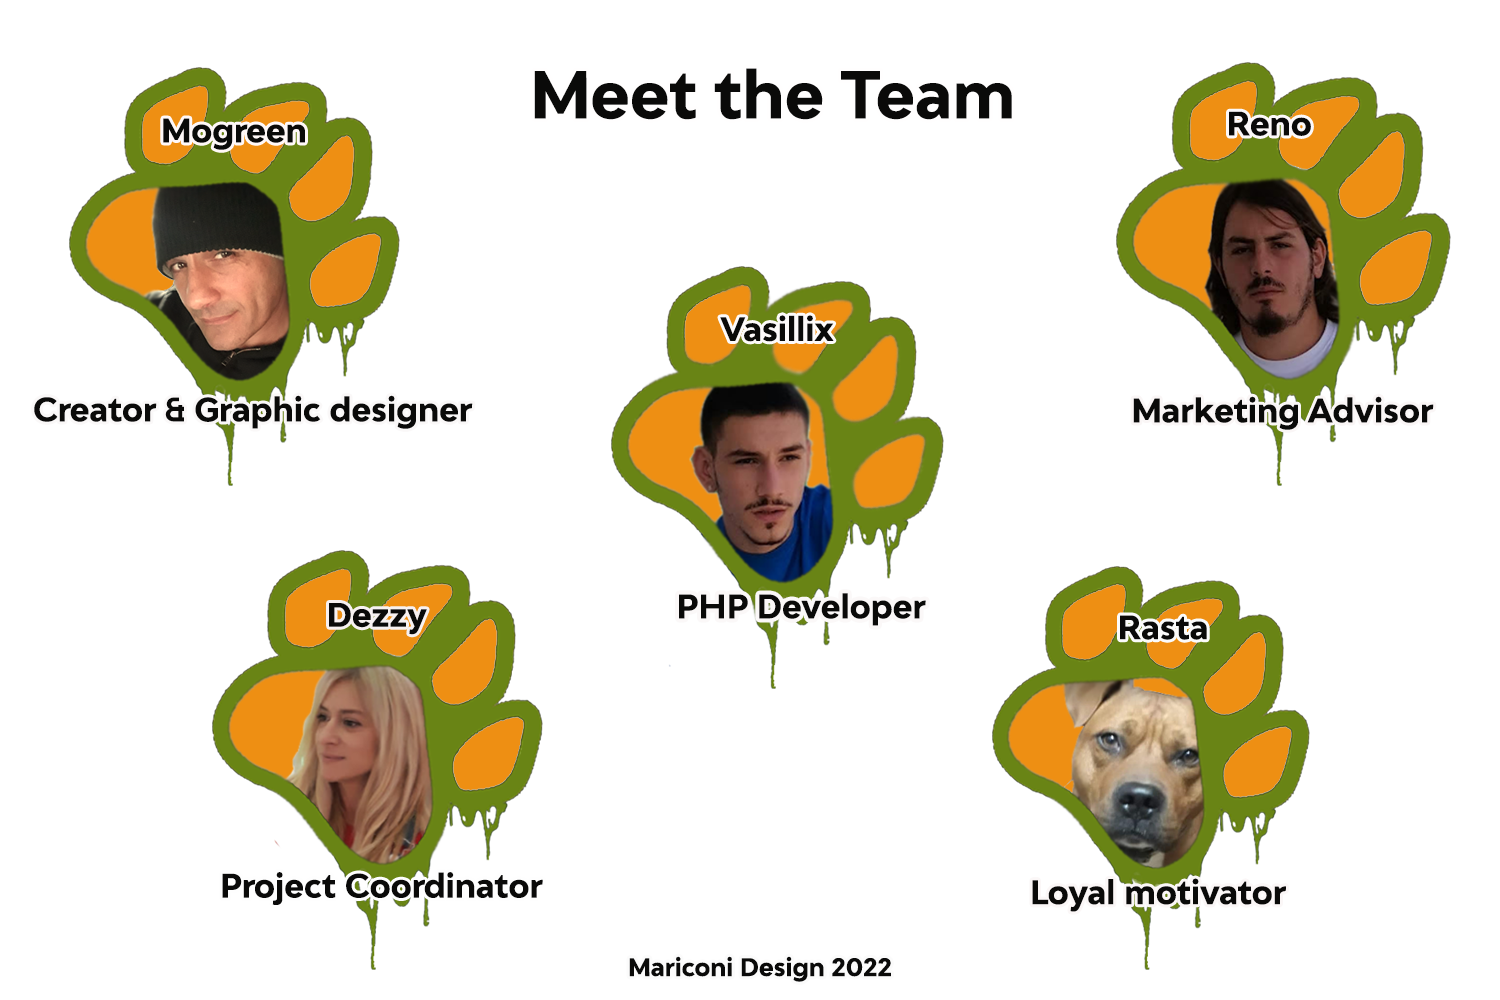 Meet the Team
Mogreen
Creator & Graphic designer
Reno
Marketing Advisor
Vasillix
PHP Developer
Dezzy
Project Coordinator
Rasta
Loyal motivator
Mariconi Design 2022